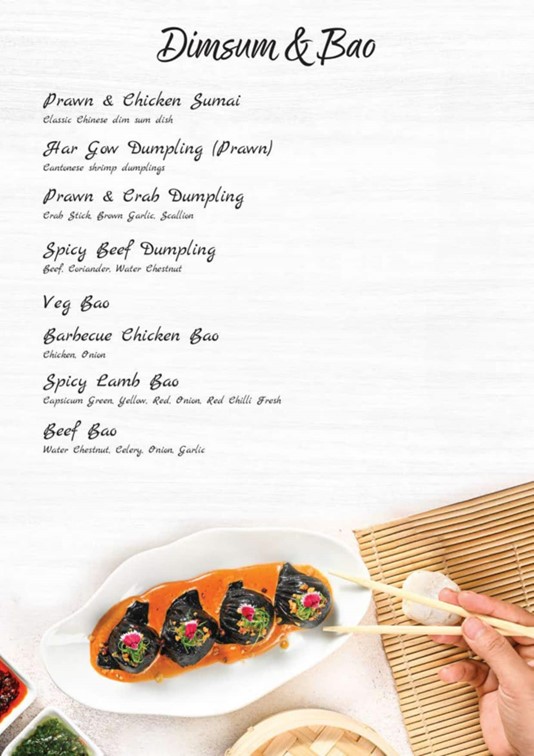 Dimsum & Bao
Prawn & Chicken Sumai
Classic Chinese dim sum dish
Har Gow Dumpling (Prawn)
Cantonese shrimp dumplings
Prawn & Crab Dumpling
Crab Stick, Brown Garlic, Scallion
Spicy Beef Dumpling
Beef, Coriander, Water Chestnut
Veg Bao
Barbecue Chicken Bao
Chicken, Onion
Spicy Lamb Bao
Capsicum Green, Yellow, Red, Onion, Red Chilli Fresh
Beef Bao
Water Chestnut, Celery, Onion, Garlic